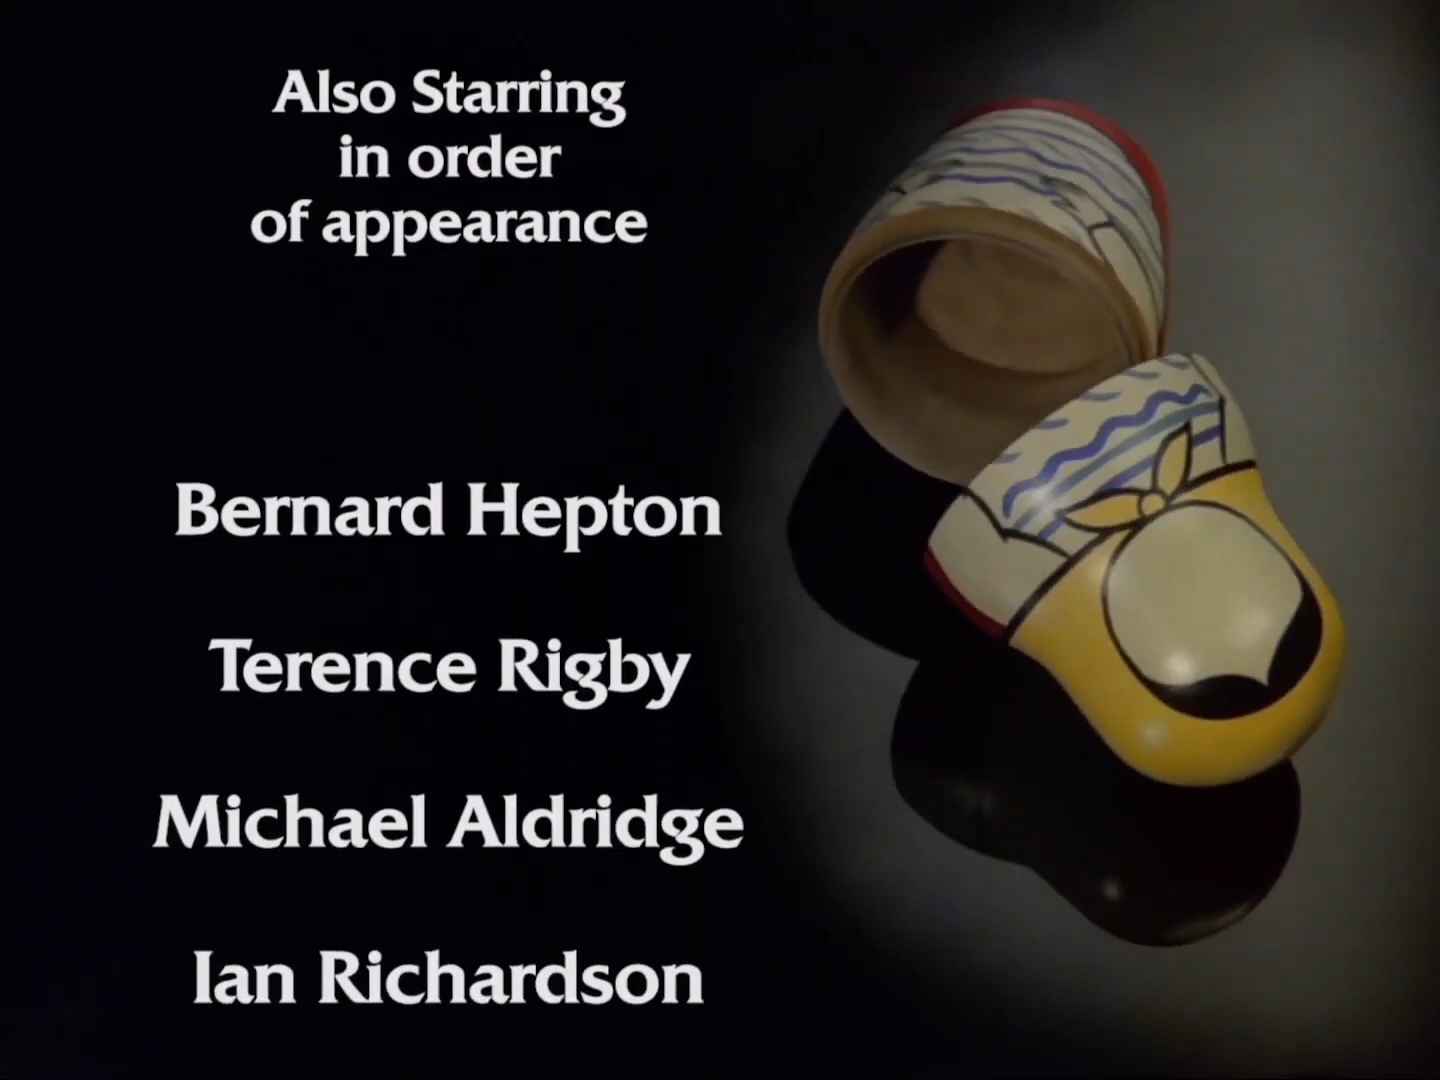 Also Starring
in order
of appearance
Bernard Hepton
Terence Rigby
Michael Aldridge
Ian Richardson